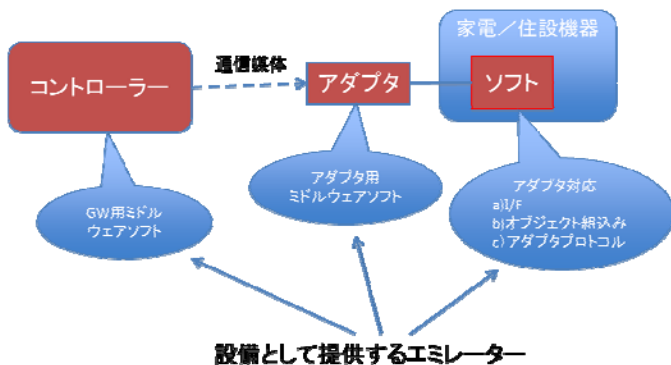 家電／住設機器
通信媒体
コントローラー
アダプタ
ソフト
GW用ミドル
ウェアソフト
アダプタ用
ミドルウェアソフト
アダプタ対応
a)I/F
b)オブジェクト組込み
c)アダプタプロトコル
設備として提供するエミレーター